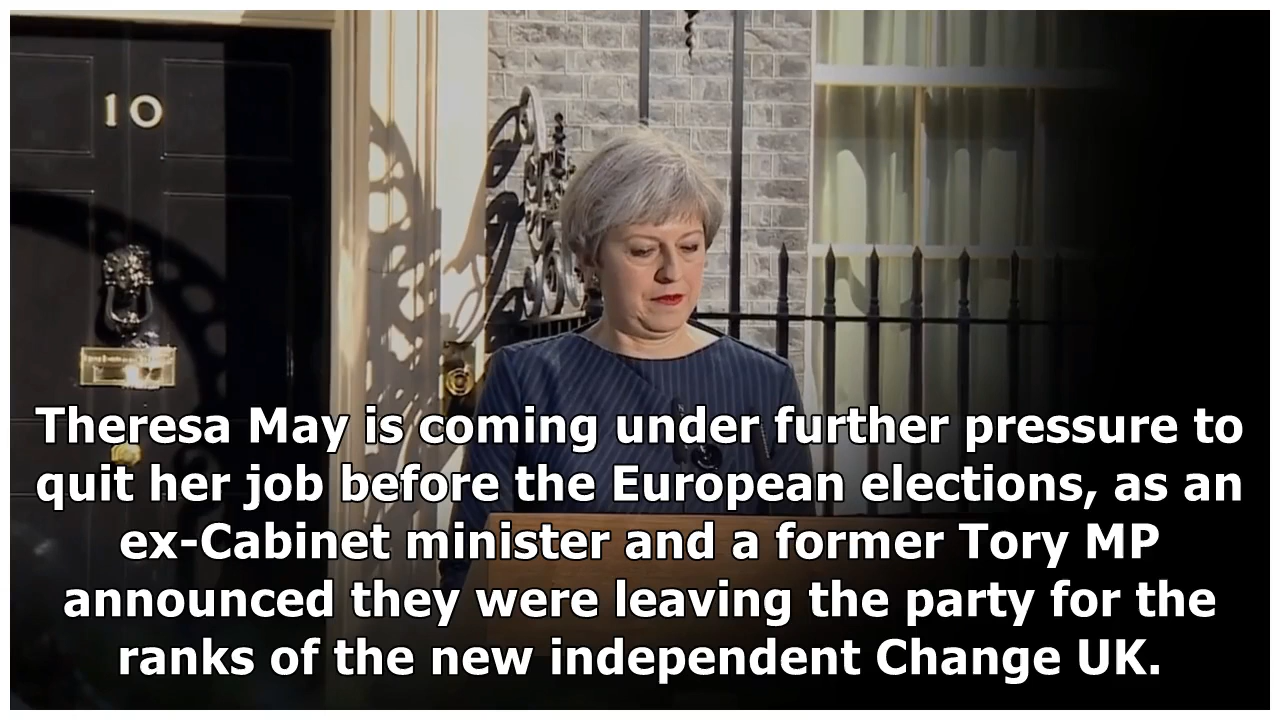 10
Theresa May is coming under further pressure to
quit her job before the European elections, as an
ex-Cabinet minister and a former Tory MP
announced they were leaving the party for the
ranks of the new independent Change UK.